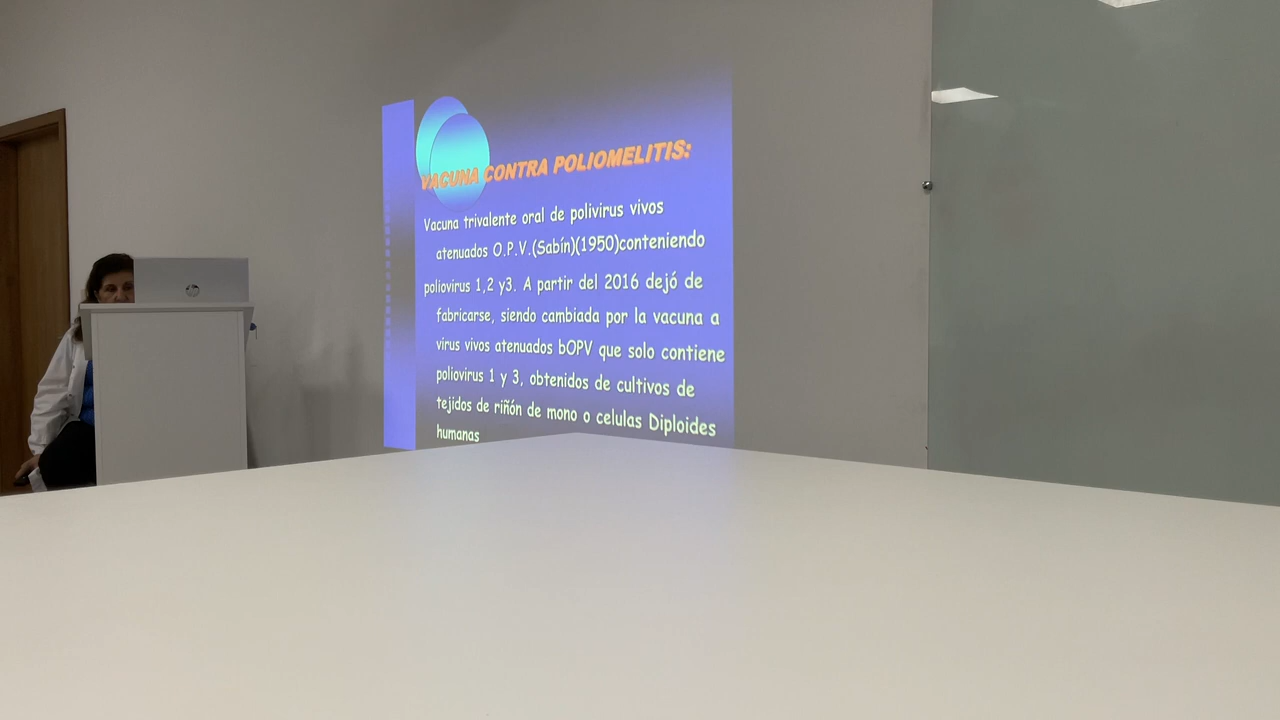 VACUNA CONTRA POLIOMELITIS:
Vacuna trivalente oral de polivirus vivos
atenuados O.P.V.(Sabín)(1950)conteniendo
poliovirus 1,2 y3. A partir del 2016 dejó de
fabricarse, siendo cambiada por la vacuna a
virus vivos atenuados bOPV que solo contiene
poliovirus 1 y 3, obtenidos de cultivos de
tejidos de riñón de mono o celulas Diploides
humanas
hp